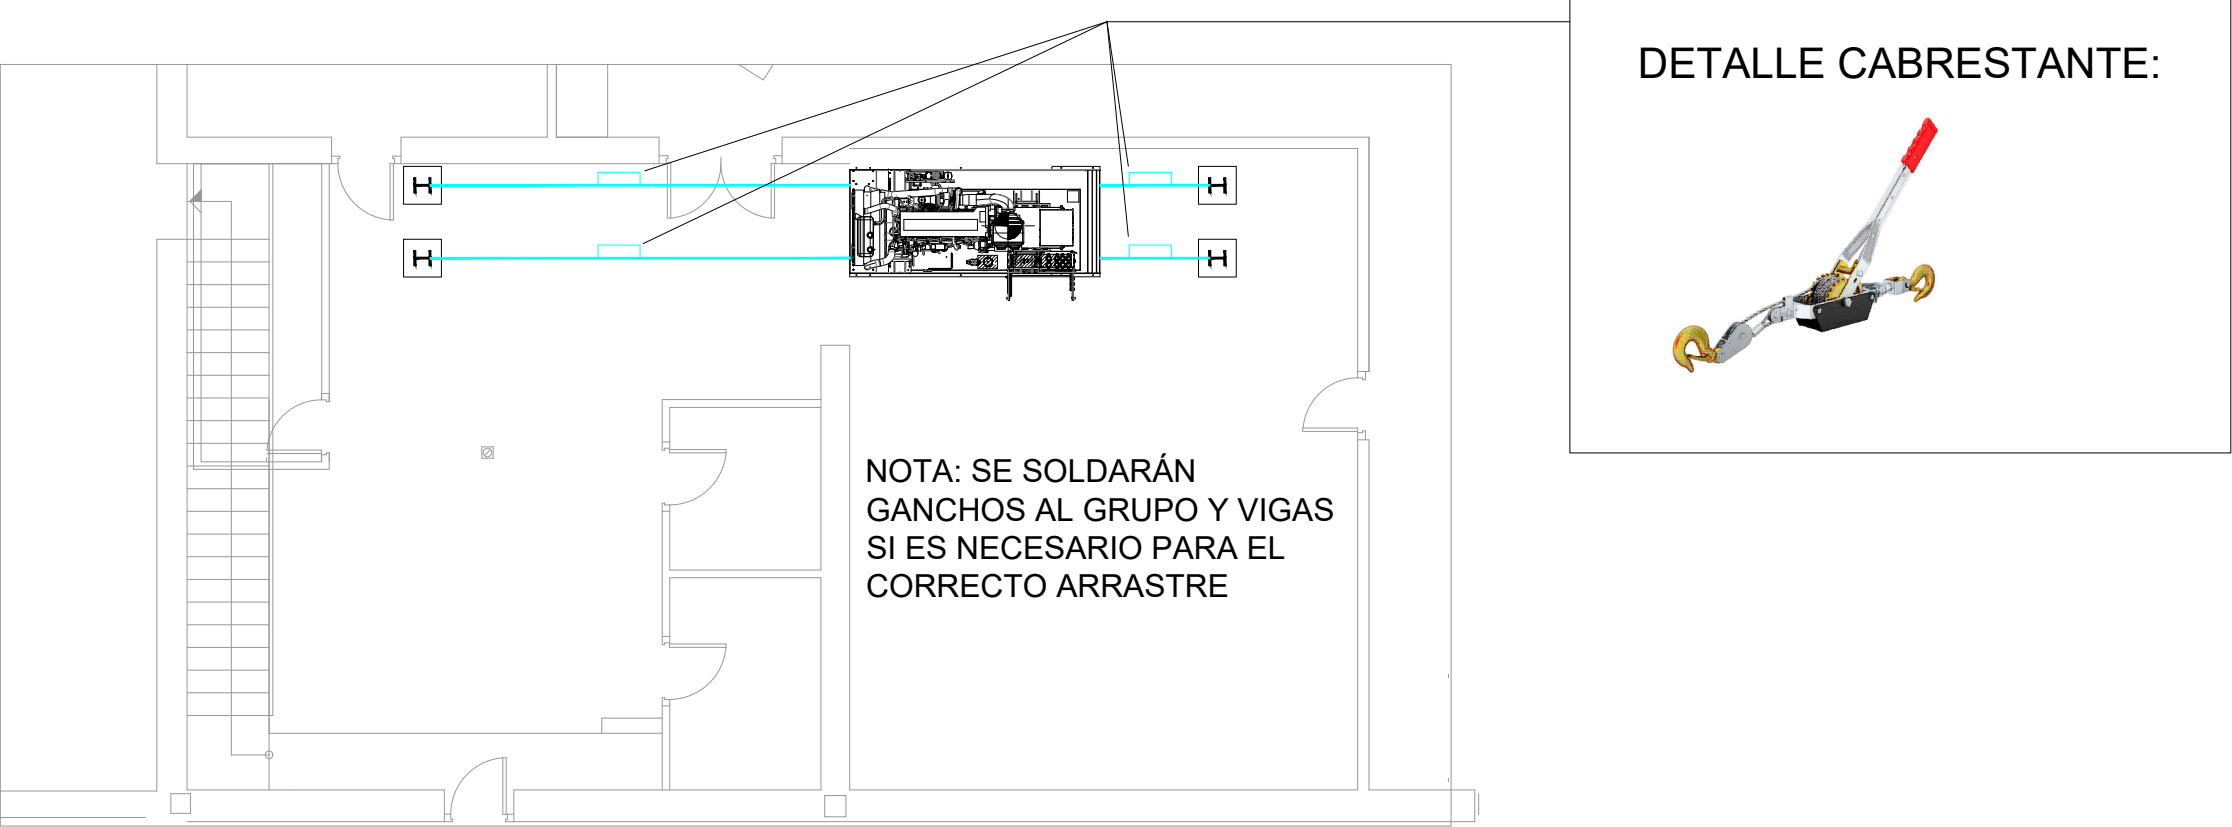 DETALLE CABRESTANTE:
NOTA: SE SOLDARÁN
GANCHOS AL GRUPO Y VIGAS
SI ES NECESARIO PARA EL
CORRECTO ARRASTRE